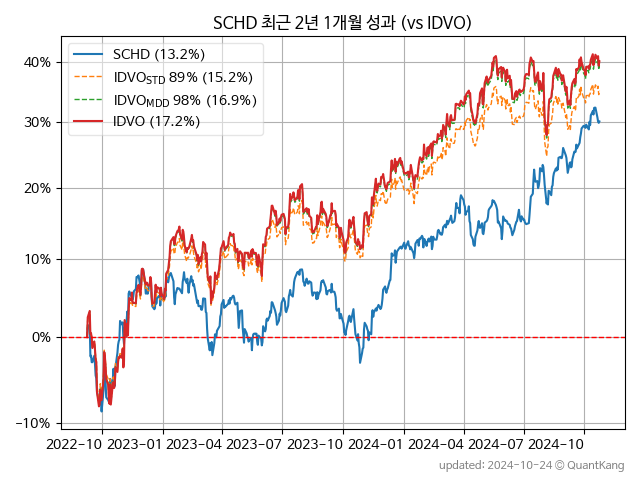 SCHD 최근 2년 1개월 성과 (vs IDVO)
SCHD (13.2%)
IDVO_STD 89% (15.2%)
IDVO_MDD 98% (16.9%)
IDVO (17.2%)
40%
30%
20%
10%
0%
−10%
2022-10 2023-01 2023-04 2023-07 2023-10 2024-01 2024-04 2024-07 2024-10
updated: 2024-10-24 © QuantKang